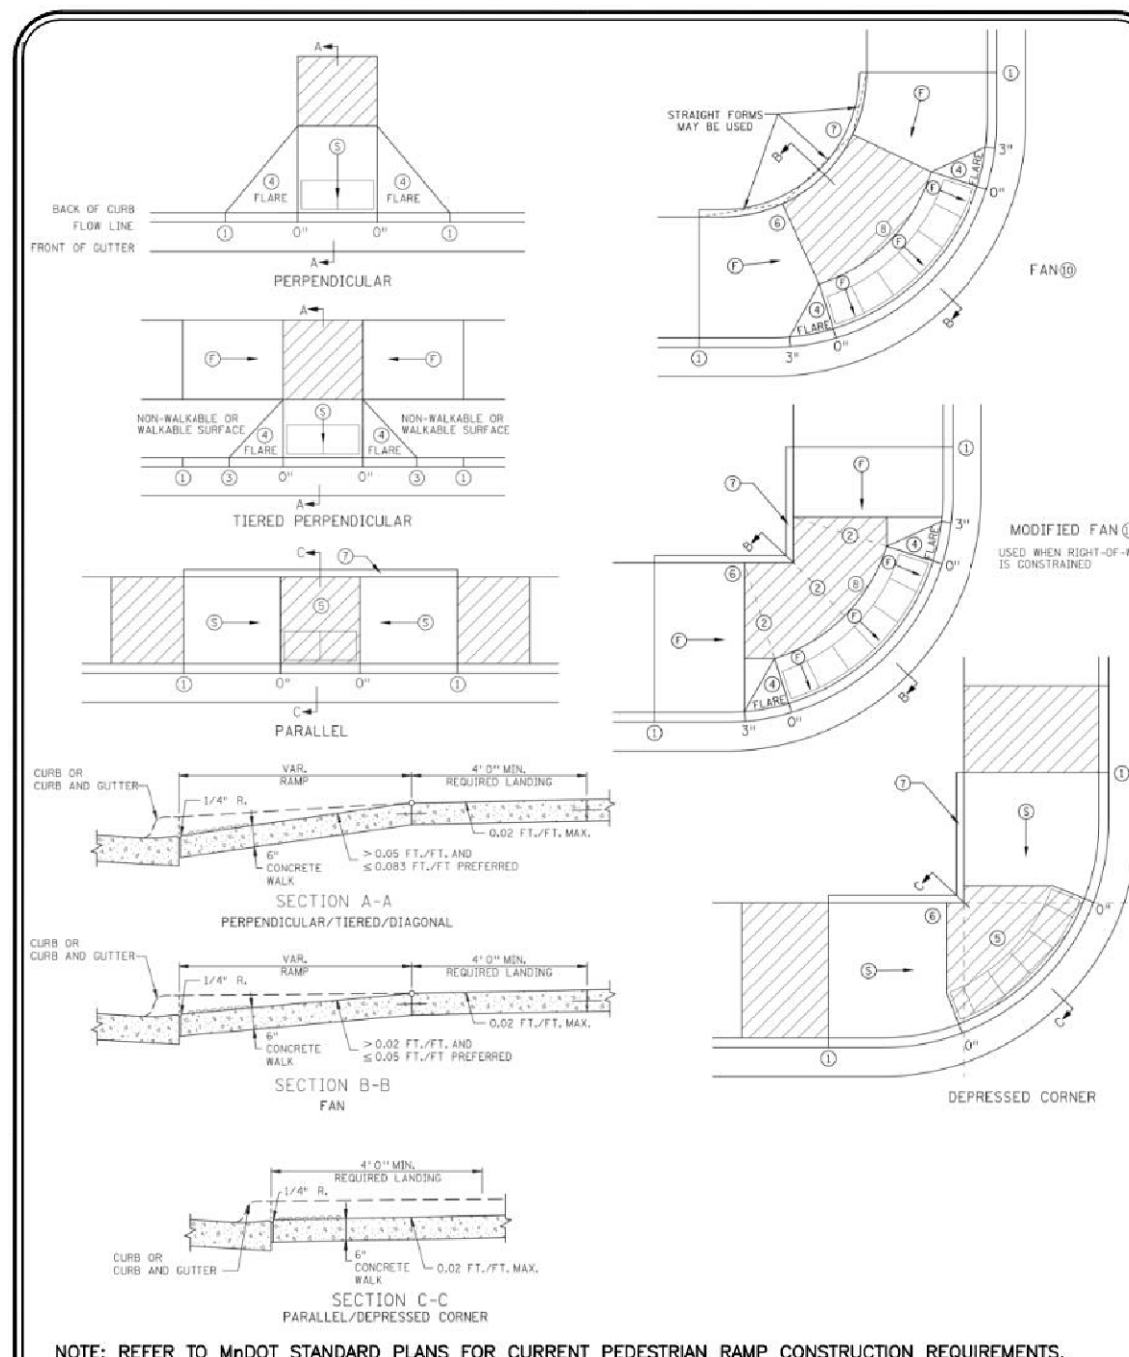 A
S
4
FLARE
4
FLARE
BACK OF CURB
FLOW LINE
FRONT OF GUTTER
1
0"
0"
1
A
PERPENDICULAR
A
F
F
NON-WALKABLE OR
WALKABLE SURFACE
S
NON-WALKABLE OR
WALKABLE SURFACE
4
FLARE
4
FLARE
1
3
0"
0"
3
1
A
TIERED PERPENDICULAR
C
7
S
5
S
1
0"
0"
1
C
PARALLEL
CURB OR
CURB AND GUTTER
VAR.
RAMP
4'0" MIN.
REQUIRED LANDING
1/4" R.
6"
CONCRETE
WALK
> 0.05 FT./FT. AND
≤ 0.083 FT./FT PREFERRED
0.02 FT./FT. MAX.
SECTION A-A
PERPENDICULAR/TIERED/DIAGONAL
CURB OR
CURB AND GUTTER
VAR.
RAMP
4'0" MIN.
REQUIRED LANDING
1/4" R.
6"
CONCRETE
WALK
> 0.02 FT./FT. AND
≤ 0.05 FT./FT PREFERRED
0.02 FT./FT. MAX.
SECTION B-B
FAN
4'0" MIN.
REQUIRED LANDING
1/4" R.
CURB OR
CURB AND GUTTER
6"
CONCRETE
WALK
0.02 FT./FT. MAX.
SECTION C-C
PARALLEL/DEPRESSED CORNER
1
F
STRAIGHT FORMS
MAY BE USED
7
B
3"
4
FLARE
0"
F
6
8
F
F
F
4
FLARE
B
1
3"
0"
FAN 10
1
7
F
B
2
3"
4
FLARE
0"
F
6
2
8
2
F
F
F
4
FLARE
B
1
3"
0"
MODIFIED FAN
USED WHEN RIGHT-OF-W
IS CONSTRAINED
7
1
S
C
6
0"
5
S
C
1
0"
DEPRESSED CORNER
NOTE: REFER TO MnDOT STANDARD PLANS FOR CURRENT PEDESTRIAN RAMP CONSTRUCTION REQUIREMENTS.